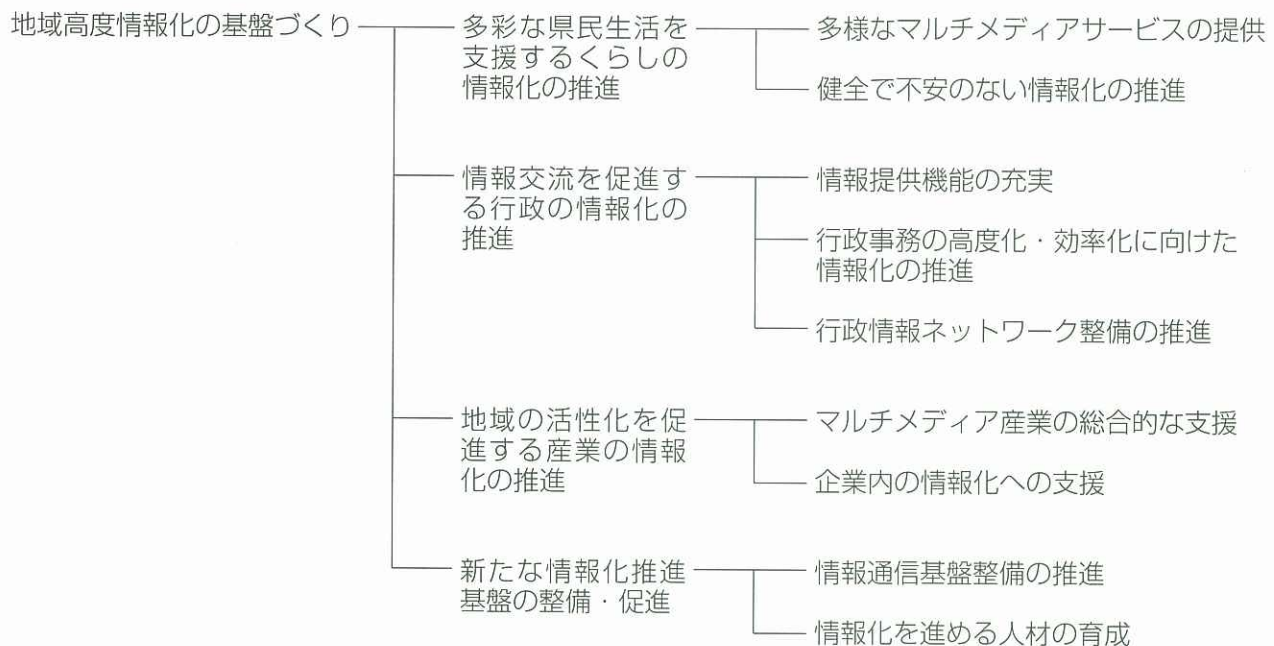 地域高度情報化の基盤づくり
多彩な県民生活を
支援するくらしの
情報化の推進
多様なマルチメディアサービスの提供
健全で不安のない情報化の推進
情報交流を促進す
る行政の情報化の
推進
情報提供機能の充実
行政事務の高度化・効率化に向けた
情報化の推進
行政情報ネットワーク整備の推進
地域の活性化を促
進する産業の情報
化の推進
マルチメディア産業の総合的な支援
企業内の情報化への支援
新たな情報化推進
基盤の整備・促進
情報通信基盤整備の推進
情報化を進める人材の育成